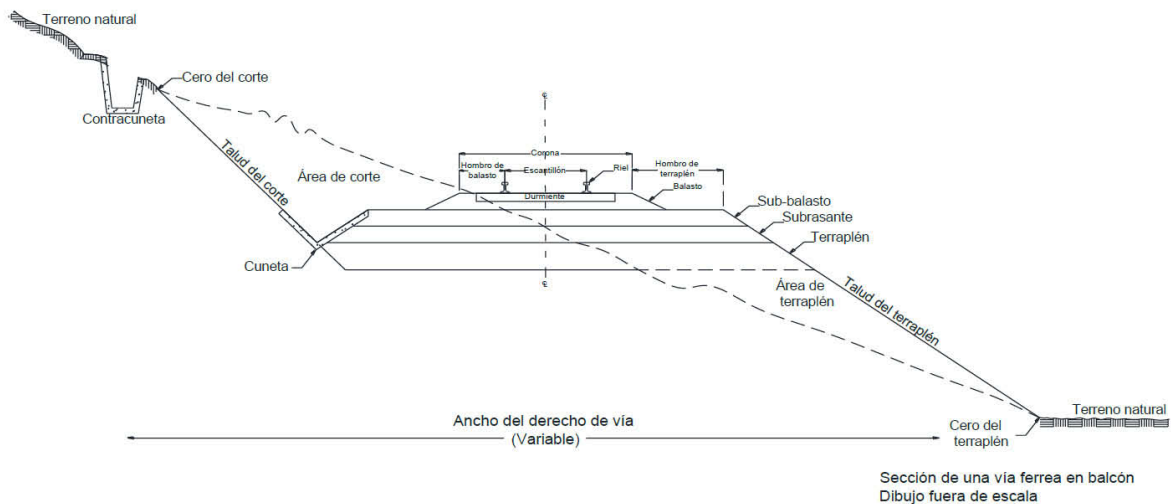 Terreno natural
Cero del corte
Contracuneta
Talud del corte
Área de corte
Corona
Hombro de
balasto
Escantillón
Riel
Hombro de
terraplén
Durmiente
Balasto
Sub-balasto
Subrasante
Terraplén
Cuneta
Área de
terraplén
Talud del terraplén
Ancho del derecho de vía
(Variable)
Terreno natural
Cero del
terraplén
Sección de una vía ferrea en balcón
Dibujo fuera de escala